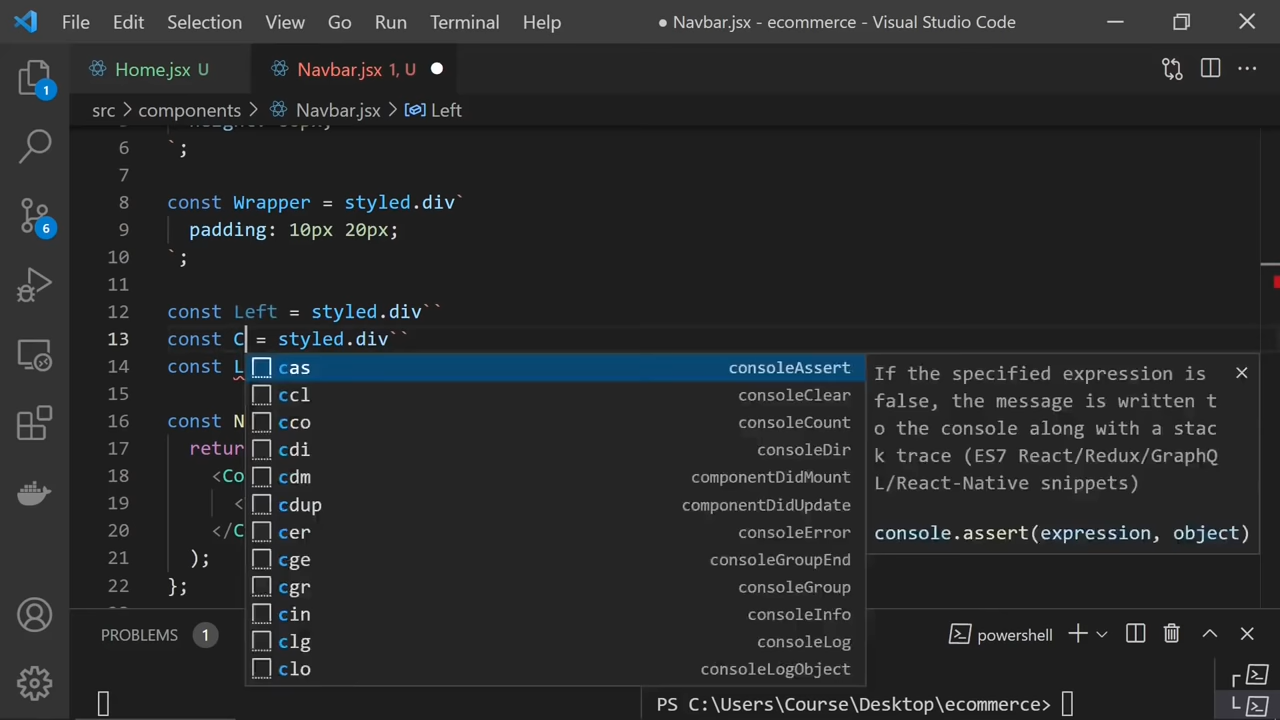 File Edit Selection View Go Run Terminal Help ● Navbar.jsx - ecommerce - Visual Studio Code
Home.jsx U Navbar.jsx 1, U
src > components > Navbar.jsx > Left
6 `;
7
8 const Wrapper = styled.div`
9 padding: 10px 20px;
10 `;
11
12 const Left = styled.div``
13 const C = styled.div``
14 const L
15
16 const N
17 retur
18 <Co
19 <
20 </C
21 );
22 };
cas consoleAssert
ccl consoleClear
cco consoleCount
cdi consoleDir
cdm componentDidMount
cdup componentDidUpdate
cer consoleError
cge consoleGroupEnd
cgr consoleGroup
cin consoleInfo
clg consoleLog
clo consoleLogObject
If the specified expression is
false, the message is written t
o the console along with a stac
k trace (ES7 React/Redux/GraphQ
L/React-Native snippets)
console.assert(expression, object)
1
6
PROBLEMS 1
powershell
PS C:\Users\Course\Desktop\ecommerce>